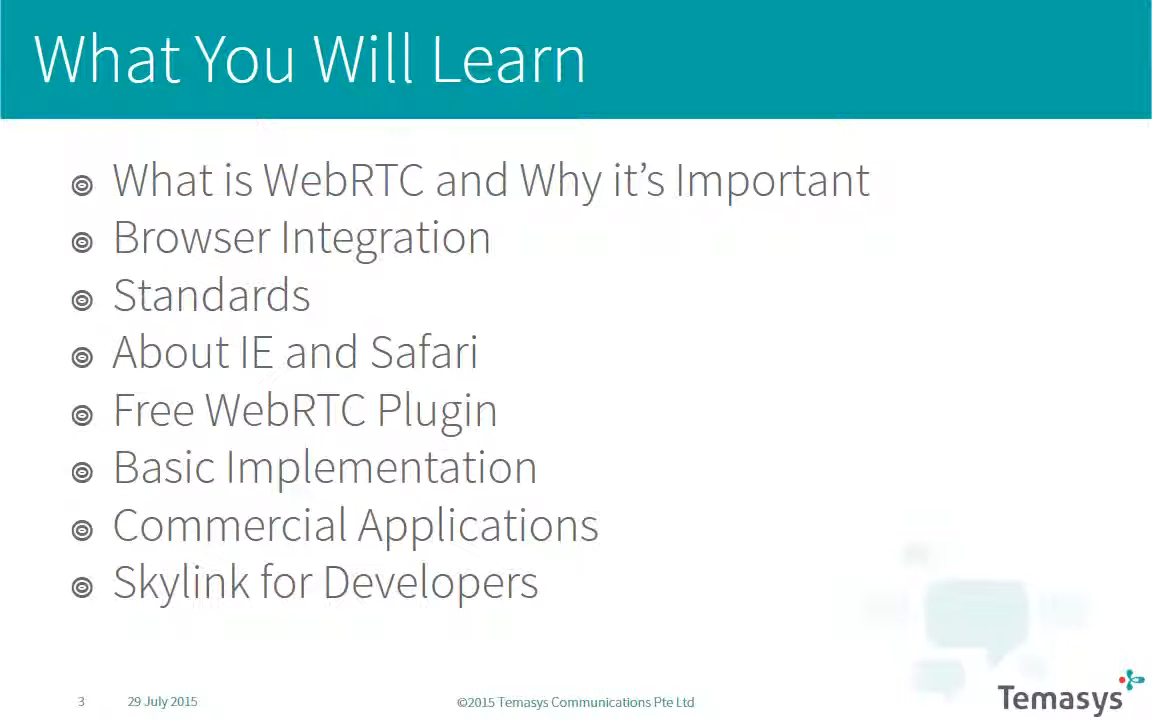 What You Will Learn
What is WebRTC and Why it’s Important
Browser Integration
Standards
About IE and Safari
Free WebRTC Plugin
Basic Implementation
Commercial Applications
Skylink for Developers
3 29 July 2015 ©2015 Temasys Communications Pte Ltd
Temasys